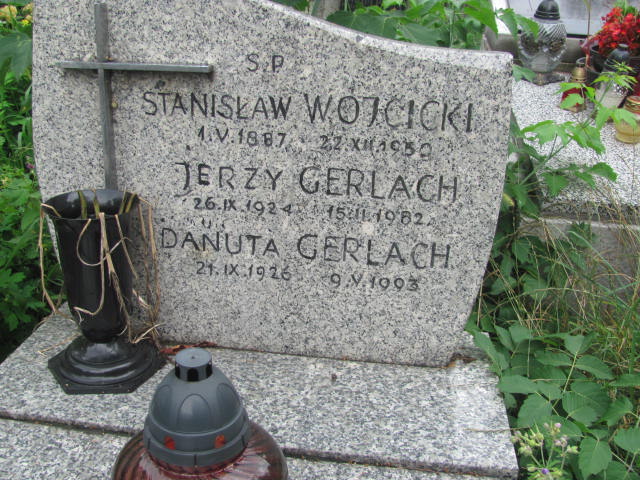 S.P.
STANISŁAW WÓJCICKI
1.V.1887 22.XII.1950
JERZY GERLACH
26.IX.1924 15.II.1982
DANUTA GERLACH
21.IX.1926 9.V.1993